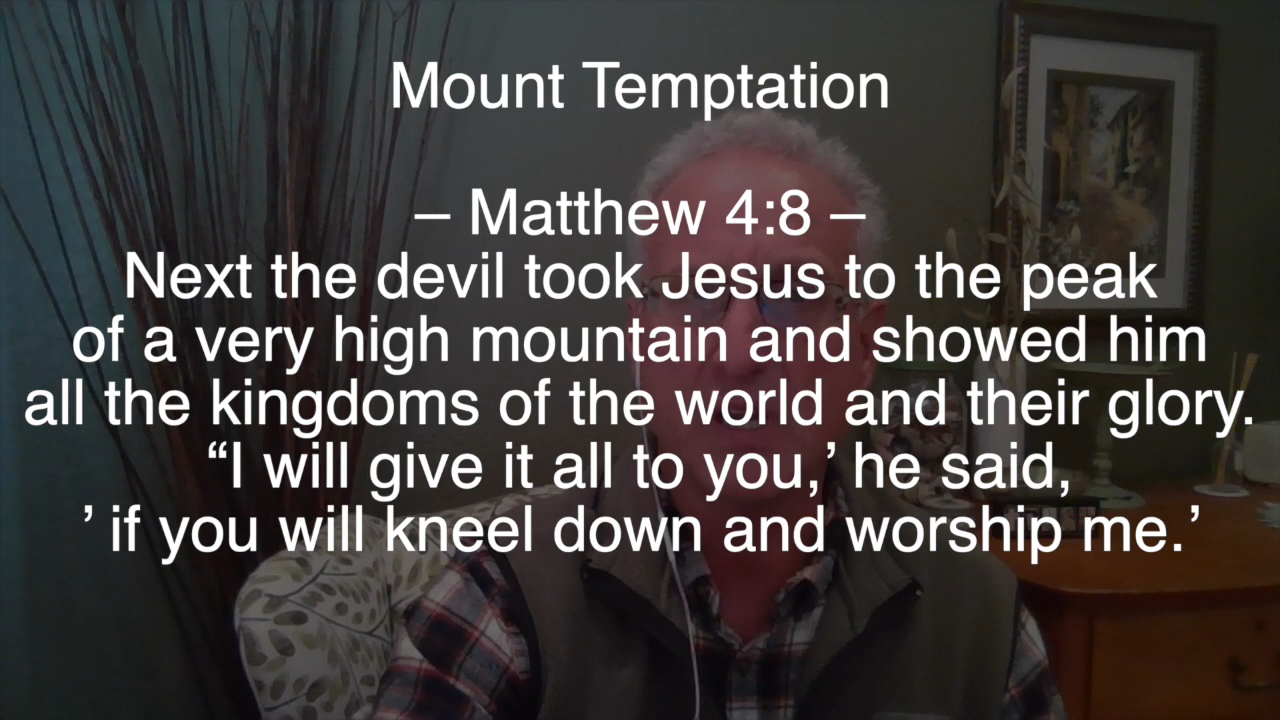 Mount Temptation
– Matthew 4:8 –
Next the devil took Jesus to the peak
of a very high mountain and showed him
all the kingdoms of the world and their glory.
“I will give it all to you,’ he said,
’ if you will kneel down and worship me.’